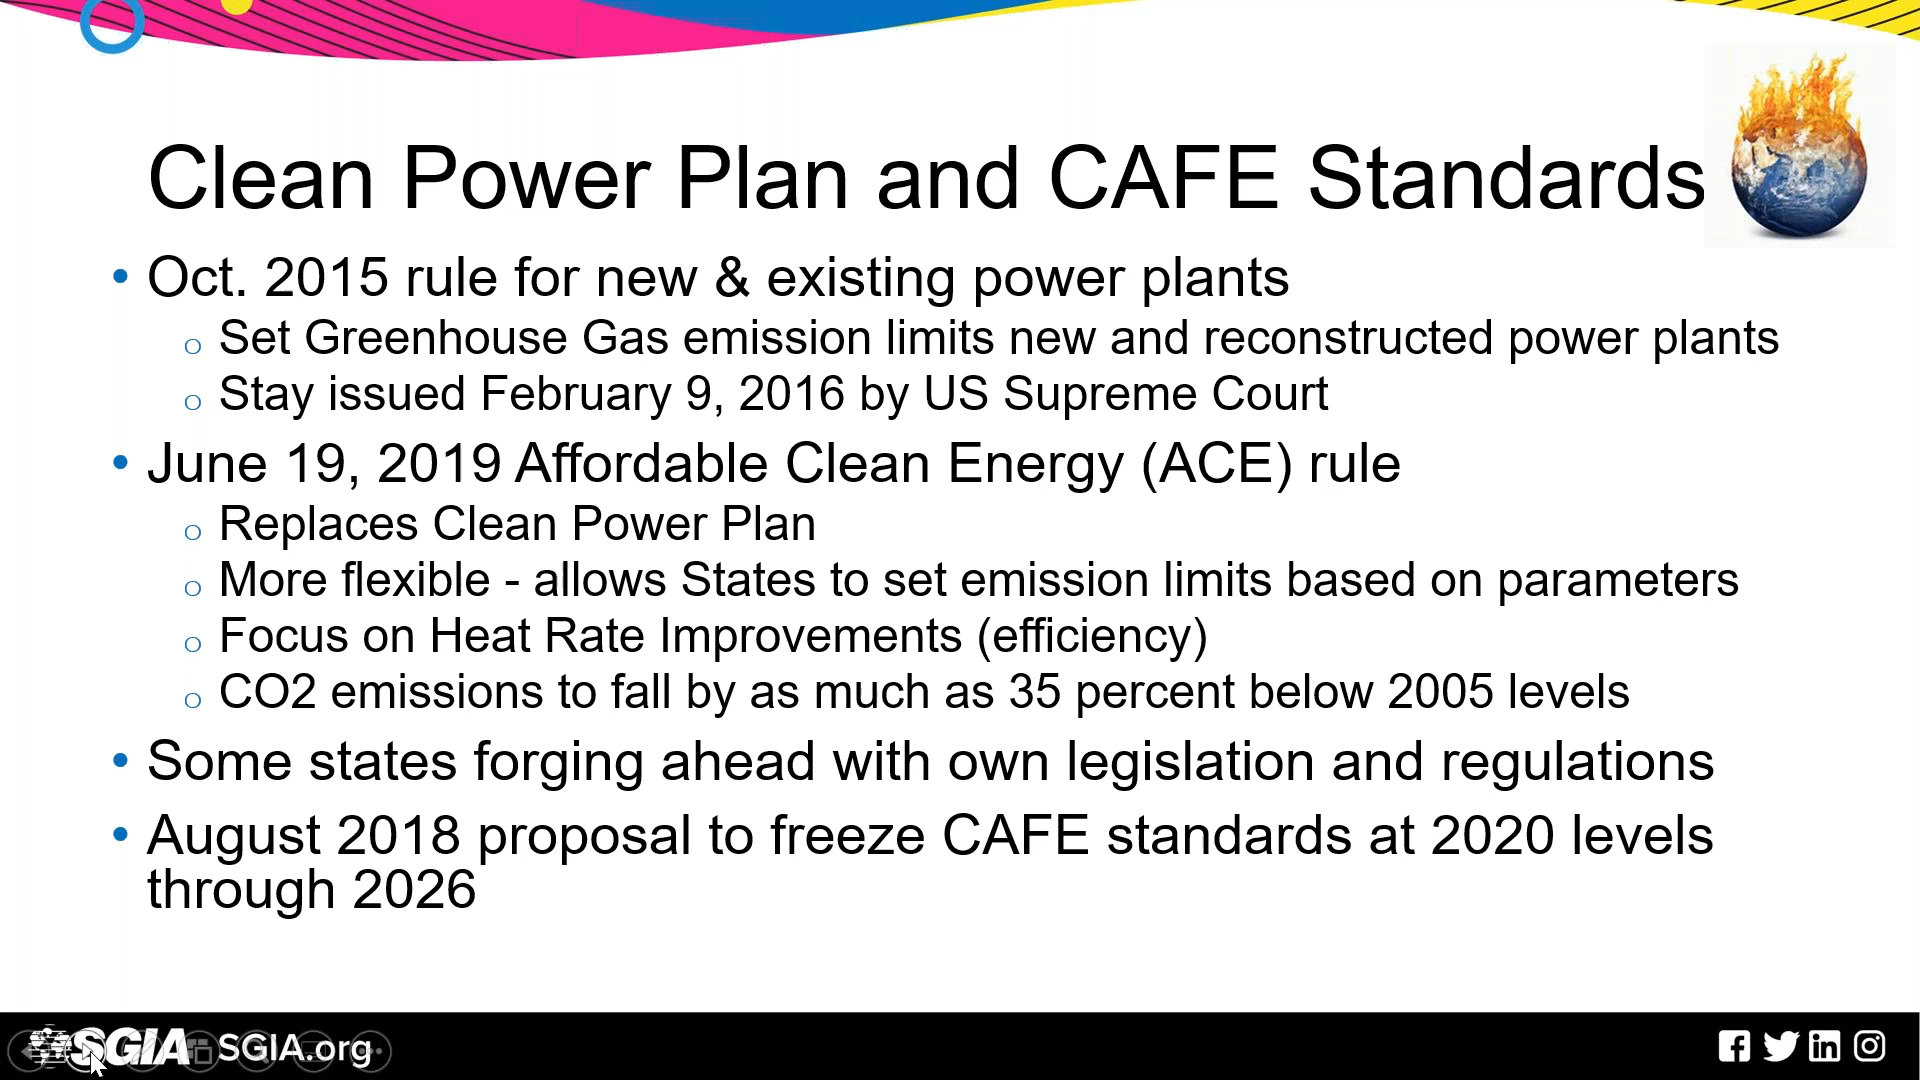 Clean Power Plan and CAFE Standards
• Oct. 2015 rule for new & existing power plants
o Set Greenhouse Gas emission limits new and reconstructed power plants
o Stay issued February 9, 2016 by US Supreme Court
• June 19, 2019 Affordable Clean Energy (ACE) rule
o Replaces Clean Power Plan
o More flexible - allows States to set emission limits based on parameters
o Focus on Heat Rate Improvements (efficiency)
o CO2 emissions to fall by as much as 35 percent below 2005 levels
• Some states forging ahead with own legislation and regulations
• August 2018 proposal to freeze CAFE standards at 2020 levels
through 2026
SGIA SGIA.org